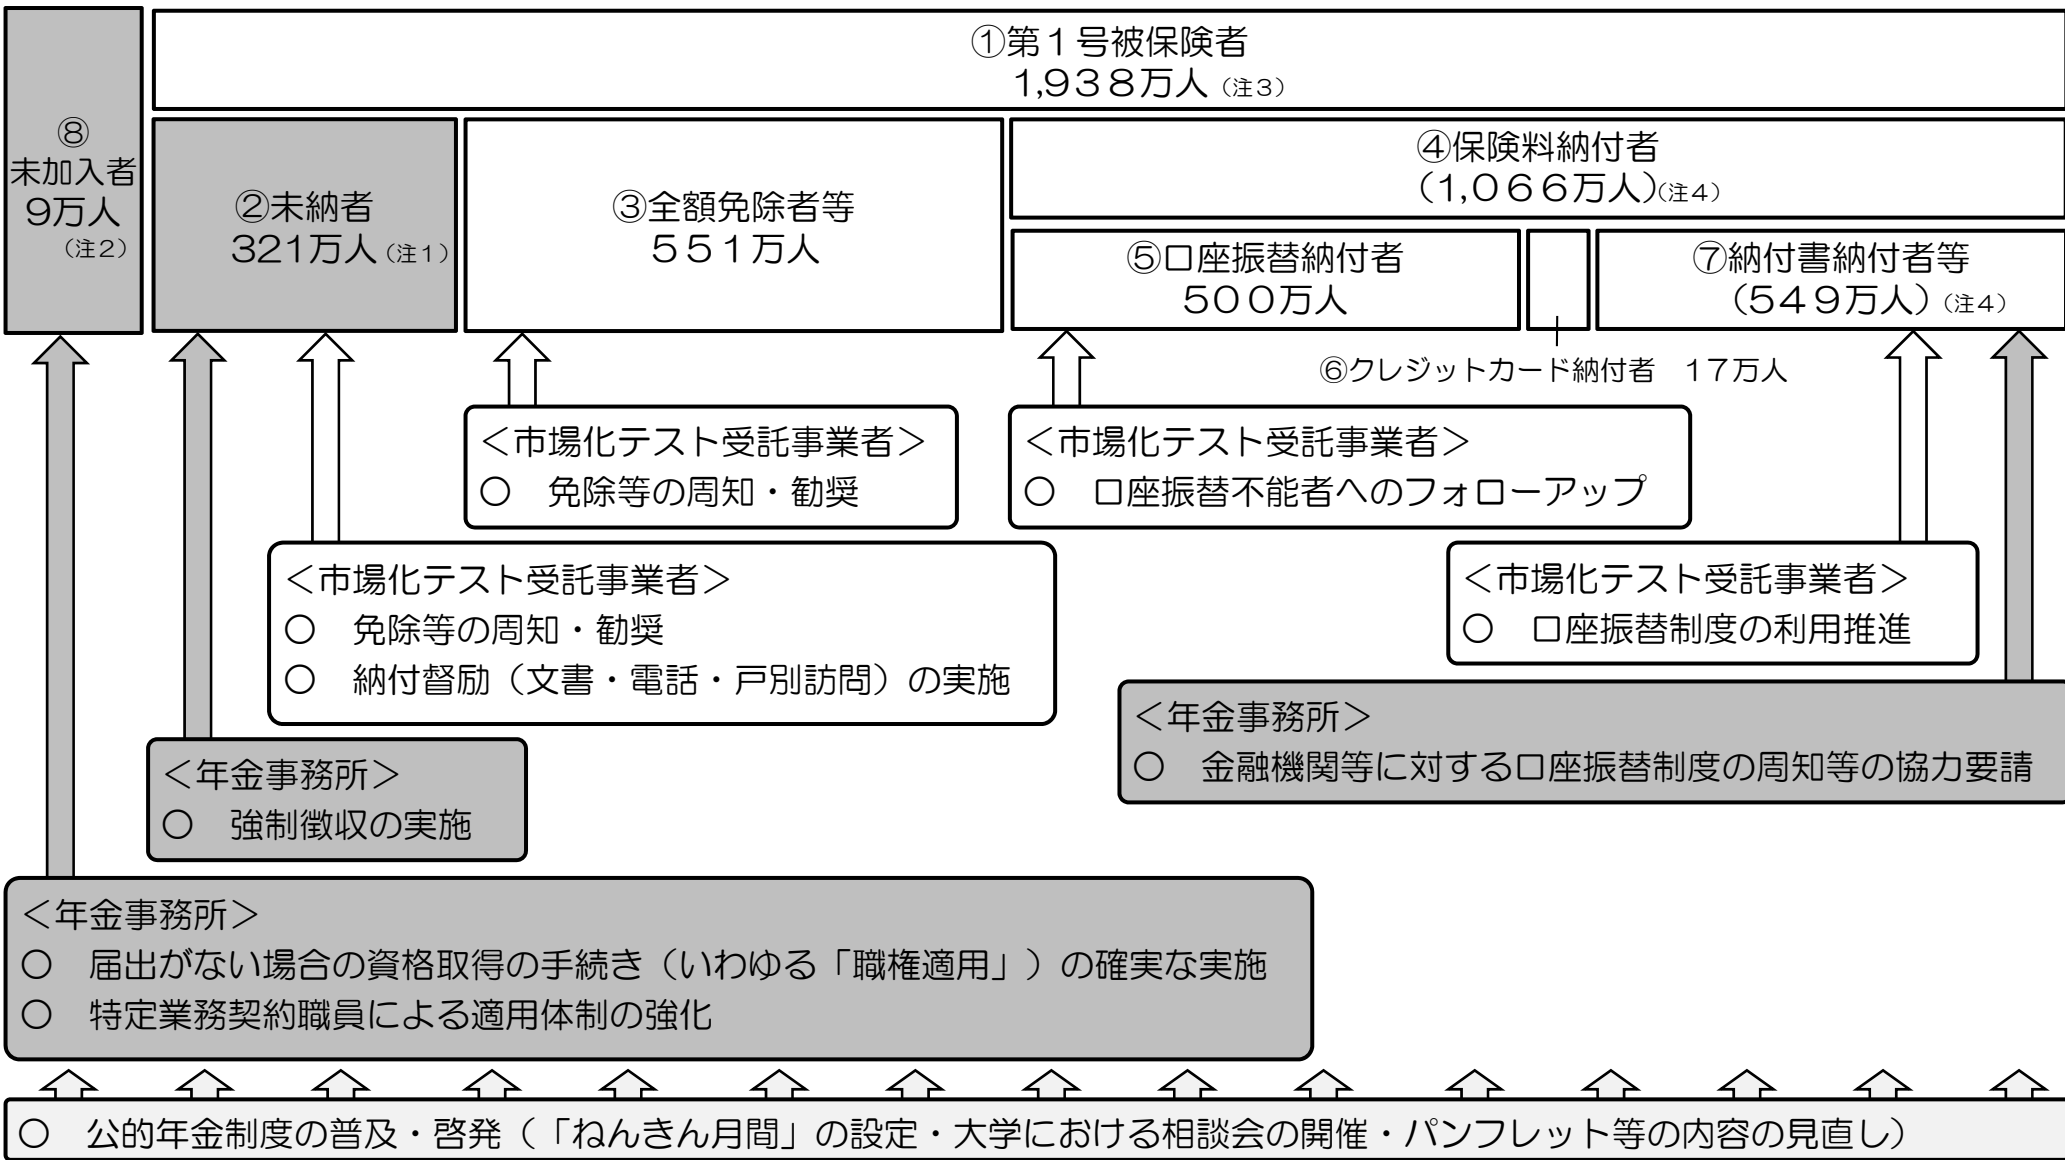 ①第1号被保険者
1,938万人（注3）
⑧
未加入者
9万人
（注2）
②未納者
321万人（注1）
③全額免除者等
551万人
④保険料納付者
（1,066万人）（注4）
⑤口座振替納付者
500万人
⑦納付書納付者等
（549万人）（注4）
⑥クレジットカード納付者　17万人
＜市場化テスト受託事業者＞
○　免除等の周知・勧奨
＜市場化テスト受託事業者＞
○　口座振替不能者へのフォローアップ
＜市場化テスト受託事業者＞
○　免除等の周知・勧奨
○　納付督励（文書・電話・戸別訪問）の実施
＜市場化テスト受託事業者＞
○　口座振替制度の利用推進
＜年金事務所＞
○　金融機関等に対する口座振替制度の周知等の協力要請
＜年金事務所＞
○　強制徴収の実施
＜年金事務所＞
○　届出がない場合の資格取得の手続き（いわゆる「職権適用」）の確実な実施
○　特定業務契約職員による適用体制の強化
○　公的年金制度の普及・啓発（「ねんきん月間」の設定・大学における相談会の開催・パンフレット等の内容の見直し）